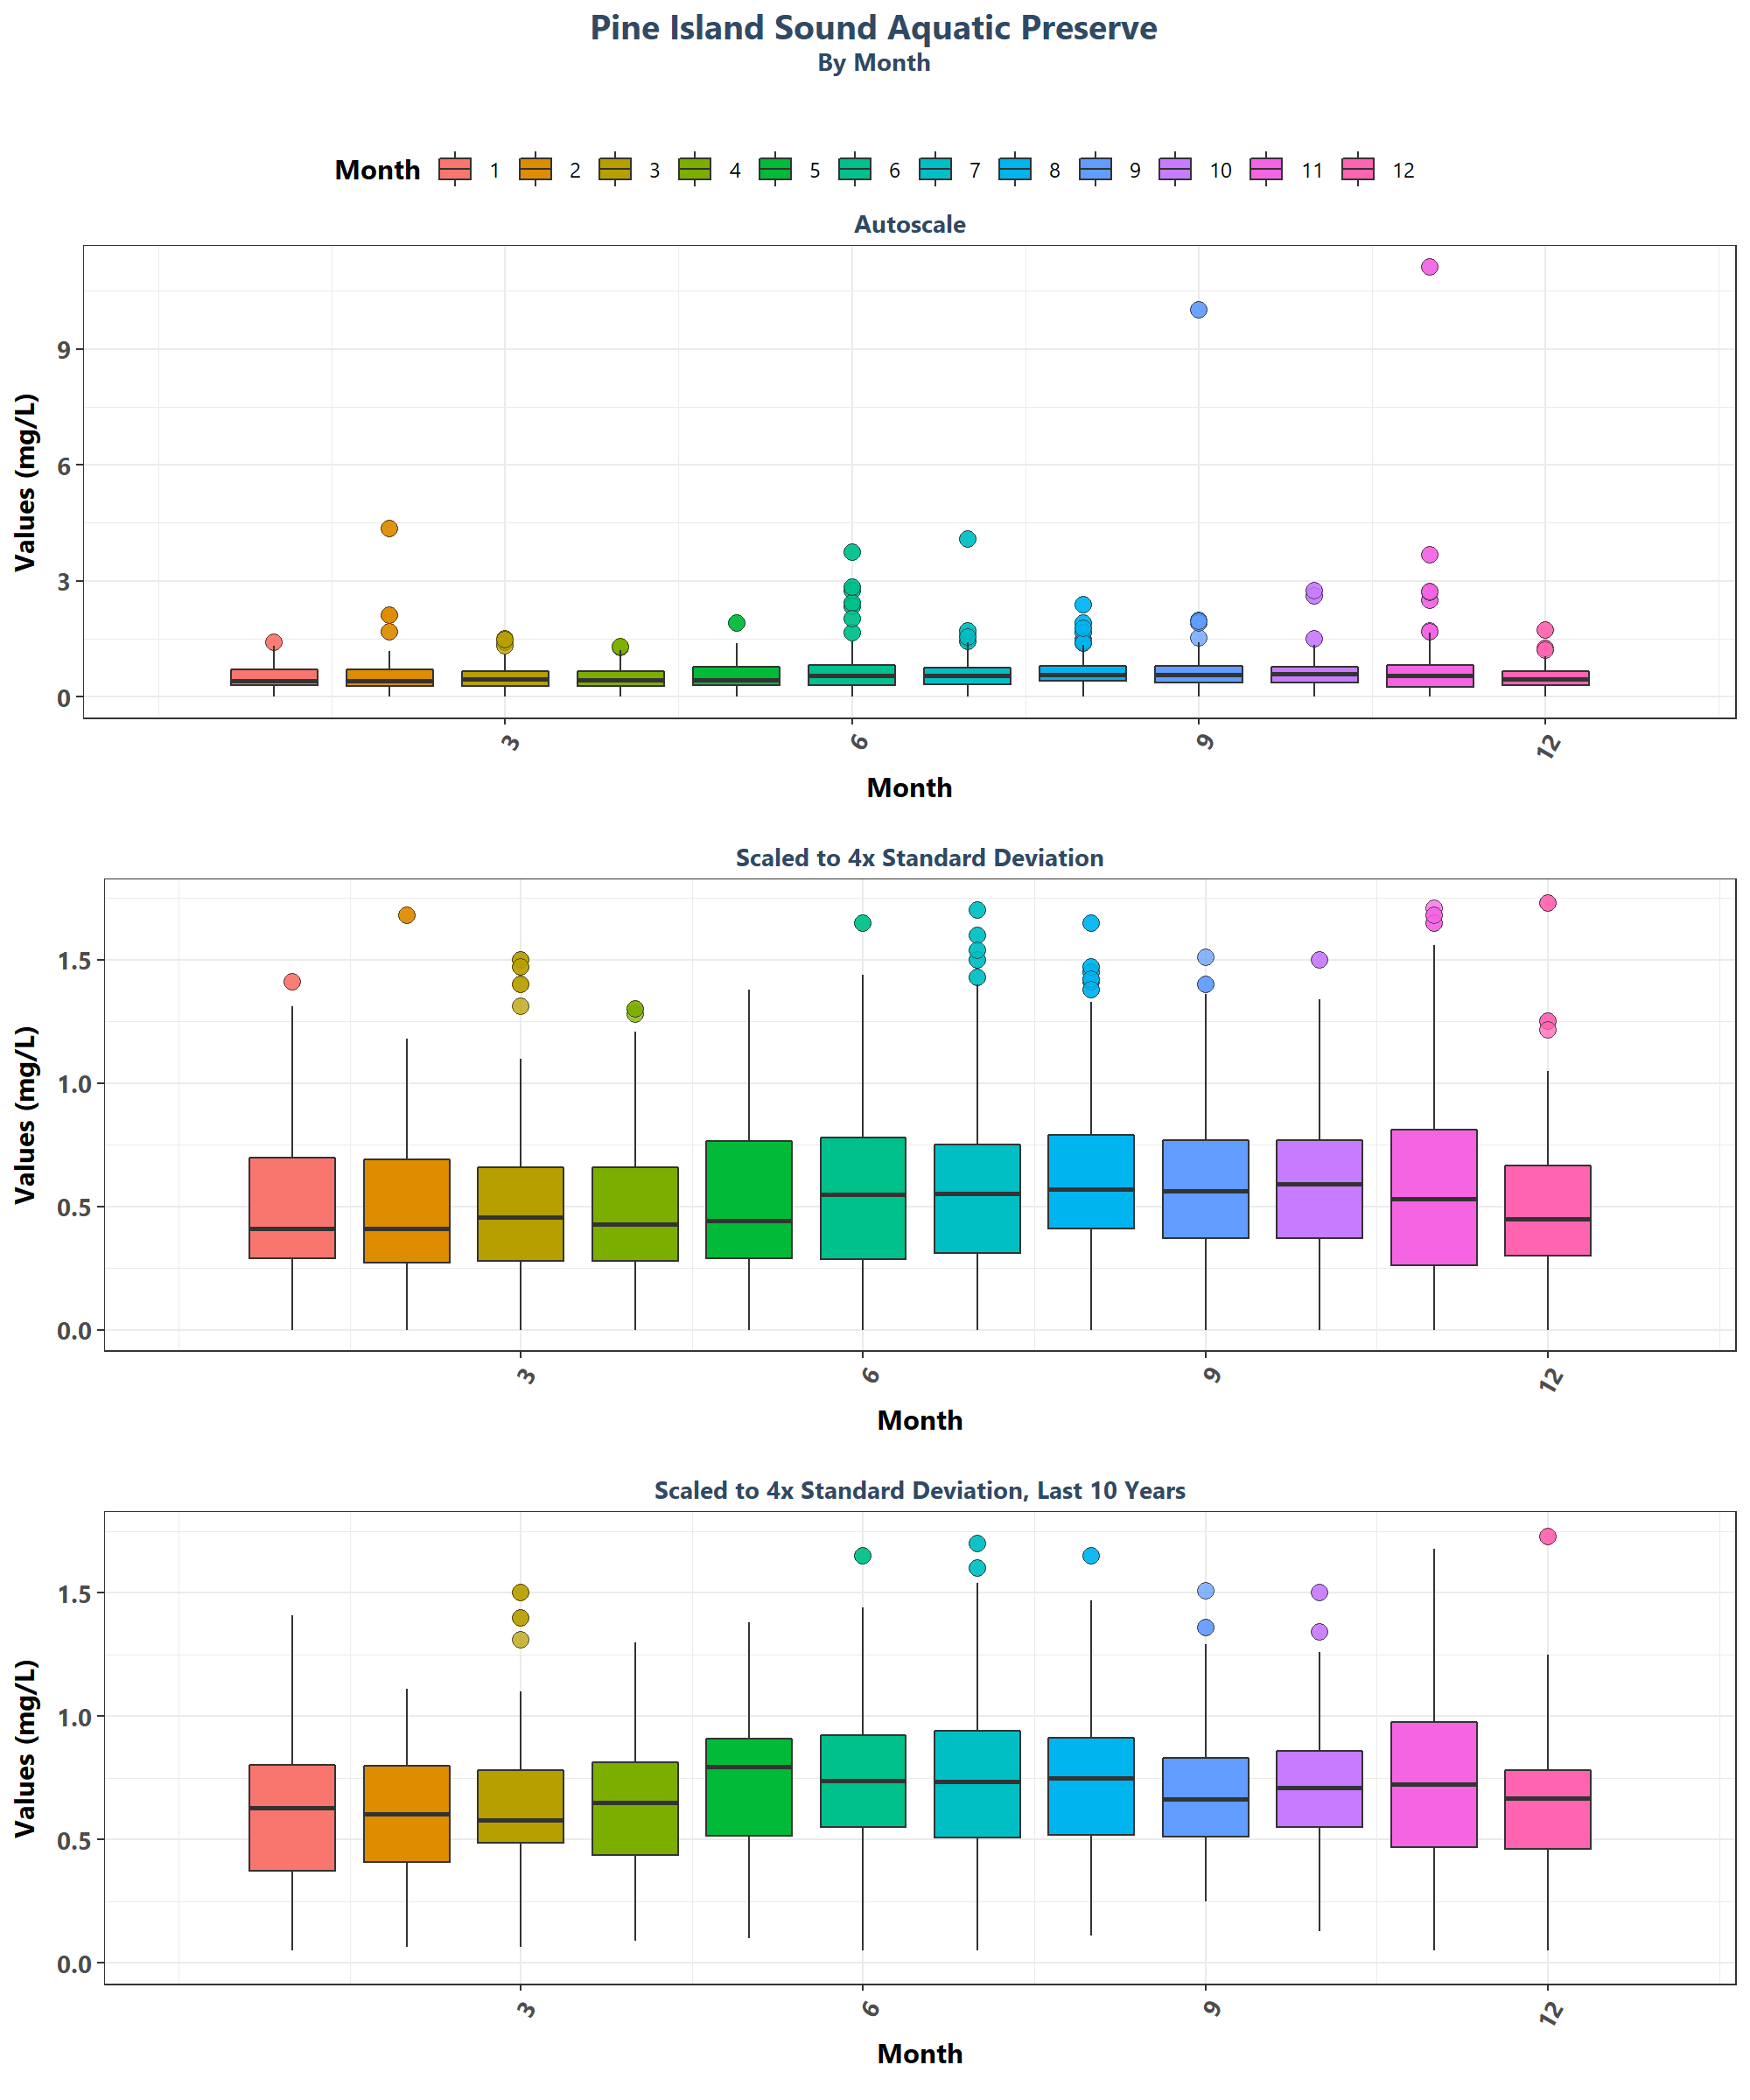 Pine Island Sound Aquatic Preserve
By Month
Month 1 2 3 4 5 6 7 8 9 10 11 12
Autoscale
Values (mg/L)
9
6
3
0
3 6 9 12
Month
Scaled to 4x Standard Deviation
Values (mg/L)
1.5
1.0
0.5
0.0
3 6 9 12
Month
Scaled to 4x Standard Deviation, Last 10 Years
Values (mg/L)
1.5
1.0
0.5
0.0
3 6 9 12
Month